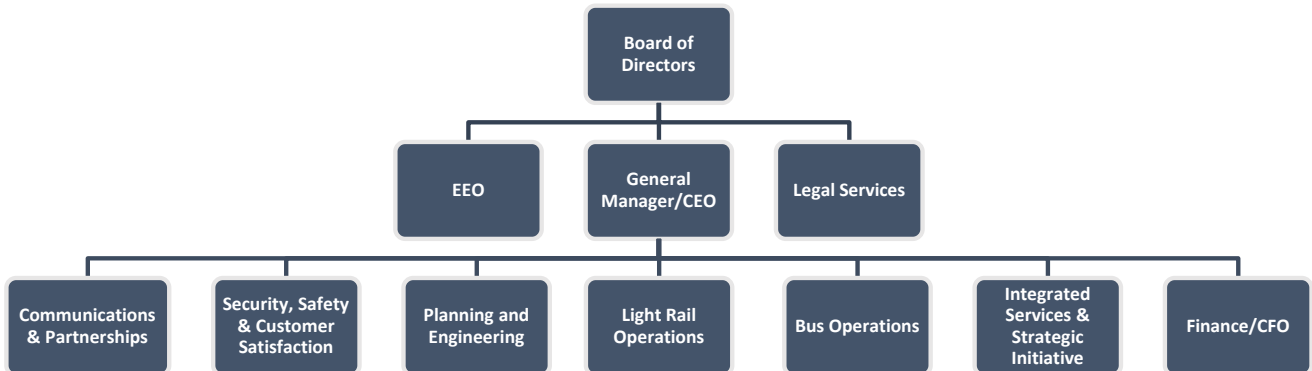 Board of
Directors
EEO
General
Manager/CEO
Legal Services
Communications
& Partnerships
Security, Safety
& Customer
Satisfaction
Planning and
Engineering
Light Rail
Operations
Bus Operations
Integrated
Services &
Strategic
Initiative
Finance/CFO